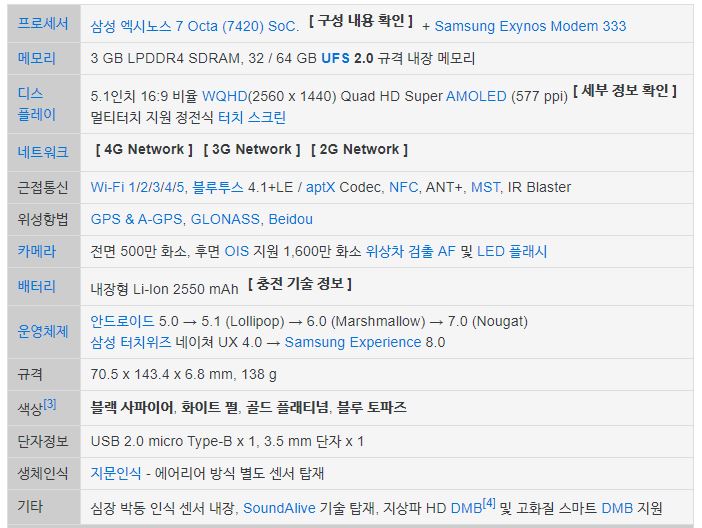 프로세서 삼성 엑시노스 7 Octa (7420) SoC. [ 구성 내용 확인 ] + Samsung Exynos Modem 333
메모리 3 GB LPDDR4 SDRAM, 32 / 64 GB UFS 2.0 규격 내장 메모리
디스
플레이
5.1인치 16:9 비율 WQHD(2560 x 1440) Quad HD Super AMOLED (577 ppi) [ 세부 정보 확인 ]
멀티터치 지원 정전식 터치 스크린
네트워크 [ 4G Network ] [ 3G Network ] [ 2G Network ]
근접통신 Wi-Fi 1/2/3/4/5, 블루투스 4.1+LE / aptX Codec, NFC, ANT+, MST, IR Blaster
위성항법 GPS & A-GPS, GLONASS, Beidou
카메라 전면 500만 화소, 후면 OIS 지원 1,600만 화소 위상차 검출 AF 및 LED 플래시
배터리 내장형 Li-Ion 2550 mAh [ 충전 기술 정보 ]
운영체제
안드로이드 5.0 → 5.1 (Lollipop) → 6.0 (Marshmallow) → 7.0 (Nougat)
삼성 터치위즈 네이쳐 UX 4.0 → Samsung Experience 8.0
규격 70.5 x 143.4 x 6.8 mm, 138 g
색상[3] 블랙 사파이어, 화이트 펄, 골드 플래티넘, 블루 토파즈
단자정보 USB 2.0 micro Type-B x 1, 3.5 mm 단자 x 1
생체인식 지문인식 - 에어리어 방식 별도 센서 탑재
기타 심장 박동 인식 센서 내장, SoundAlive 기술 탑재, 지상파 HD DMB[4] 및 고화질 스마트 DMB 지원